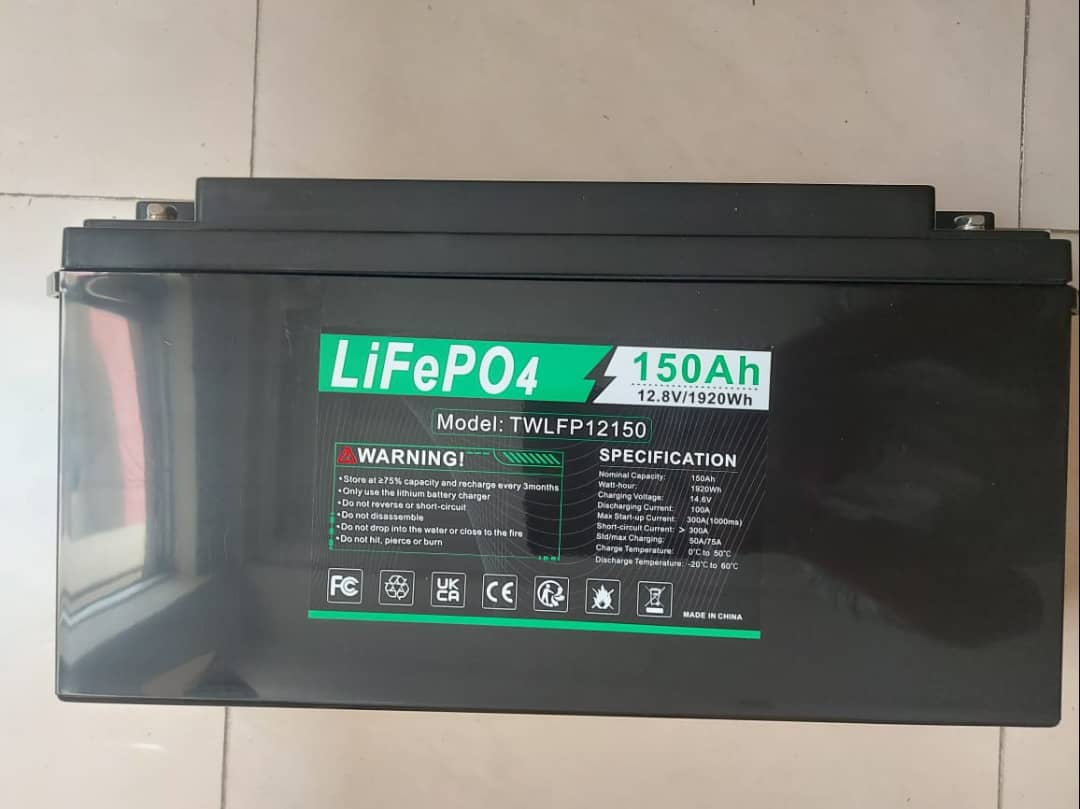 LiFePO4
150Ah
12.8V/1920Wh
Model: TWLFP12150
WARNING!
•Store at ≥75% capacity and recharge every 3months
•Only use the lithium battery charger
•Do not reverse or short-circuit
•Do not disassemble
•Do not drop into the water or close to the fire
•Do not hit, pierce or burn
SPECIFICATION
Nominal Capacity: 150Ah
Watt-hour: 1920Wh
Charging Voltage: 14.6V
Discharging Current: 100A
Max Start-up Current: 300A(1000ms)
Short-circuit Current: > 300A
Std/max Charging: 50A/75A
Charge Temperature: 0°C to 50°C
Discharge Temperature: -20°C to 60°C
FC
UK
CA
CE
MADE IN CHINA